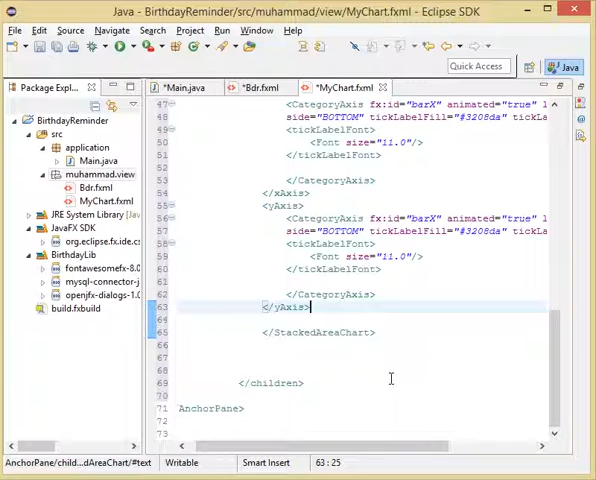 Java - BirthdayReminder/src/muhammad/view/MyChart.fxml - Eclipse SDK
File Edit Source Navigate Search Project Run Window Help
Quick Access
Java
Package Expl...
*Main.java
*Bdr.fxml
*MyChart.fxml
BirthdayReminder
src
application
Main.java
muhammad.view
Bdr.fxml
MyChart.fxml
JRE System Library [Ja
JavaFX SDK
org.eclipse.fx.ide.cs
BirthdayLib
fontawesomefx-8.0
mysql-connector-j
openjfx-dialogs-1.0
build.fxbuild
47 <CategoryAxis fx:id="barX" animated="true" l
48 side="BOTTOM" tickLabelFill="#3208da" tickLa
49 <tickLabelFont>
50 <Font size="11.0"/>
51 </tickLabelFont>
52
53 </CategoryAxis>
54 </xAxis>
55 <yAxis>
56 <CategoryAxis fx:id="barX" animated="true" l
57 side="BOTTOM" tickLabelFill="#3208da" tickLa
58 <tickLabelFont>
59 <Font size="11.0"/>
60 </tickLabelFont>
61
62 </CategoryAxis>
63 </yAxis>
64
65 </StackedAreaChart>
66
67
68
69 </children>
70
71 AnchorPane>
72
73
AnchorPane/child...dAreaChart/#text
Writable
Smart Insert
63 : 25